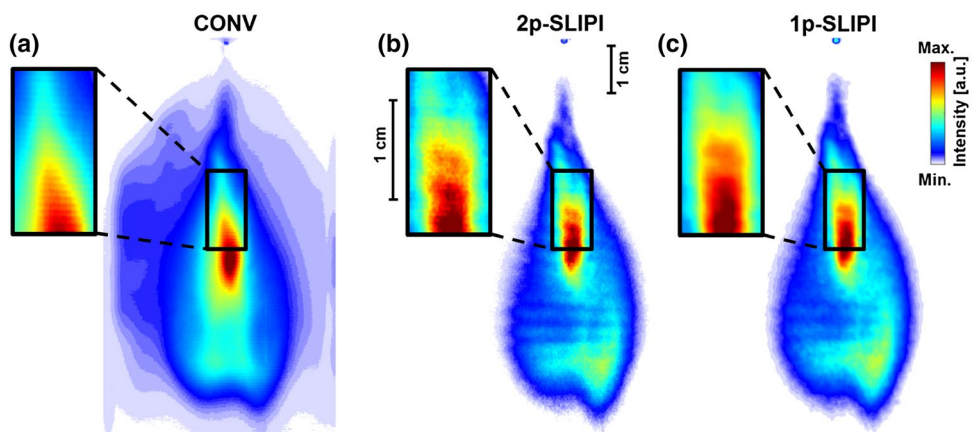 CONV
2p-SLIPI
1p-SLIPI
(a)
(b)
(c)
1 cm
1 cm
Max.
Intensity [a.u.]
Min.